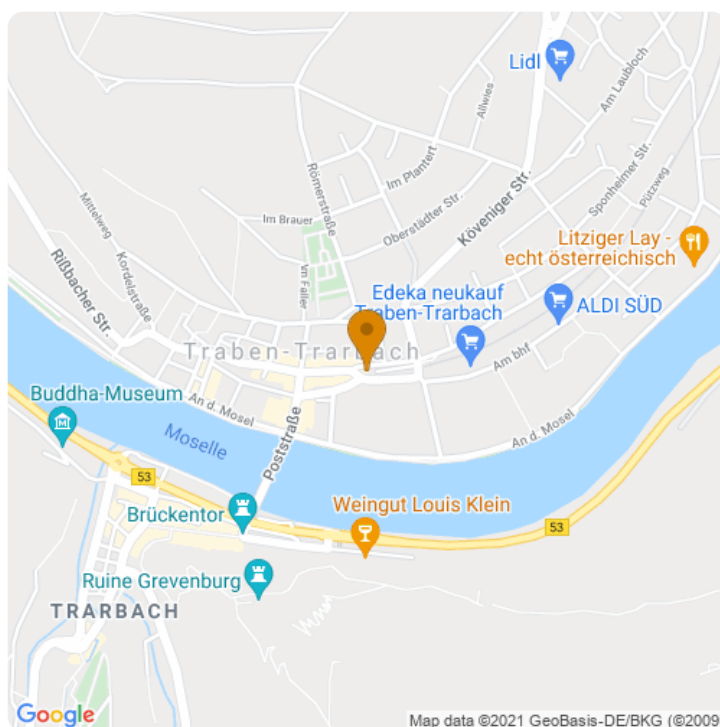 Lidl
Am Laubloch
Allwies
Römerstraße
Im Plantert
Sponheimer Str.
Pützweg
Mittelweg
Im Brauer
Oberstädter Str.
Köveniger Str.
Kordelstraße
Rißbacher Str.
Im Faller
Litziger Lay -
echt österreichisch
Edeka neukauf
Traben-Trarbach
ALDI SÜD
Traben-Trarbach
Am bhf
Buddha-Museum
An d. Mosel
An d. Mosel
Moselle
Poststraße
53
Brückentor
Weingut Louis Klein
53
Ruine Grevenburg
TRARBACH
Google
Map data ©2021 GeoBasis-DE/BKG (©2009